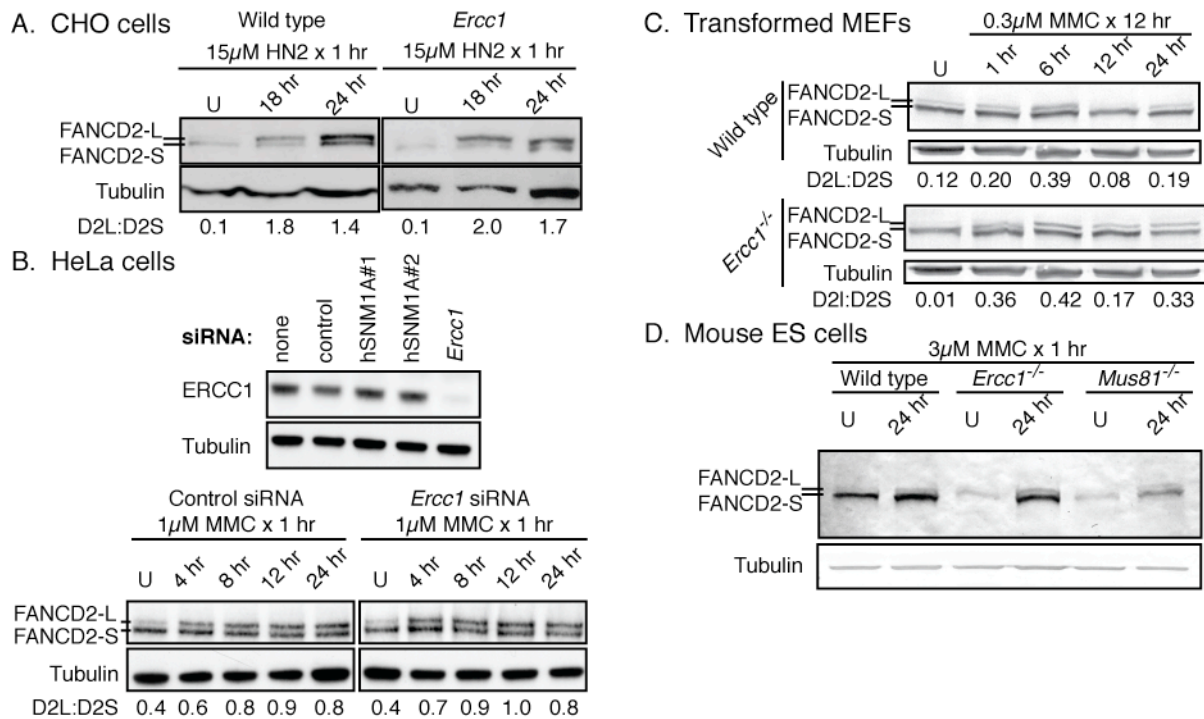 A. CHO cells
Wild type
15µM HN2 x 1 hr
U 18 hr 24 hr
Ercc1
15µM HN2 x 1 hr
U 18 hr 24 hr
FANCD2-L
FANCD2-S
Tubulin
D2L:D2S 0.1 1.8 1.4 0.1 2.0 1.7
B. HeLa cells
siRNA: none control hSNM1A#1 hSNM1A#2 Ercc1
ERCC1
Tubulin
Control siRNA
1µM MMC x 1 hr
U 4 hr 8 hr 12 hr 24 hr
Ercc1 siRNA
1µM MMC x 1 hr
U 4 hr 8 hr 12 hr 24 hr
FANCD2-L
FANCD2-S
Tubulin
D2L:D2S 0.4 0.6 0.8 0.9 0.8 0.4 0.7 0.9 1.0 0.8
C. Transformed MEFs
0.3µM MMC x 12 hr
U 1 hr 6 hr 12 hr 24 hr
Wild type
FANCD2-L
FANCD2-S
Tubulin
D2L:D2S 0.12 0.20 0.39 0.08 0.19
Ercc1-/-
FANCD2-L
FANCD2-S
Tubulin
D2I:D2S 0.01 0.36 0.42 0.17 0.33
D. Mouse ES cells
3µM MMC x 1 hr
Wild type Ercc1-/- Mus81-/-
U 24 hr U 24 hr U 24 hr
FANCD2-L
FANCD2-S
Tubulin